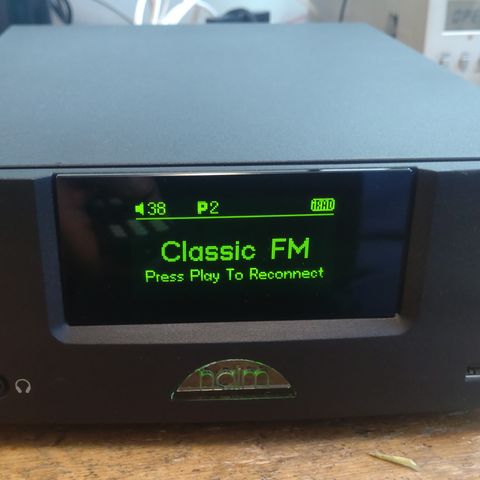 38 P2 iRAD
Classic FM
Press Play To Reconnect
naim